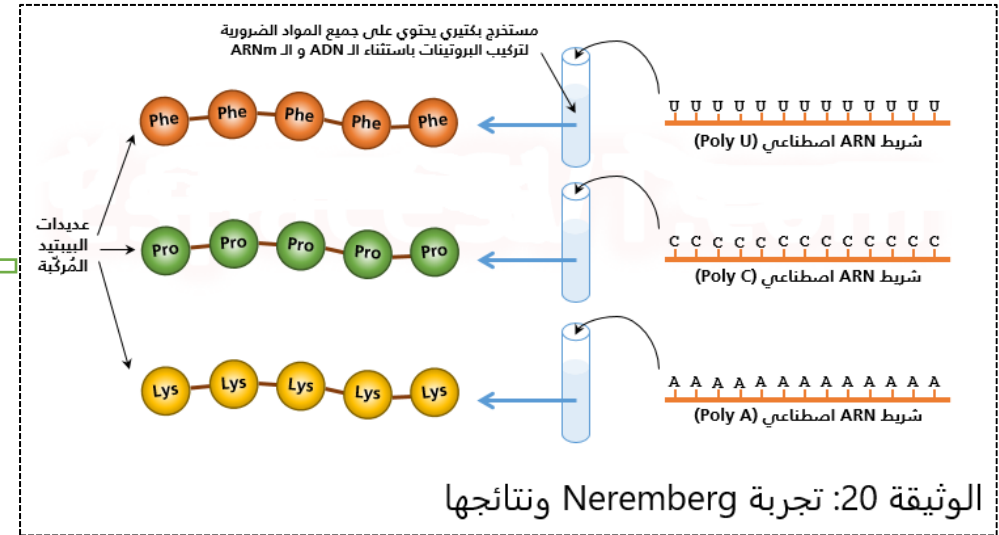 مستخرج بكتيري يحتوي على جميع المواد الضرورية
لتركيب البروتينات باستثناء الـ ADN و الـ ARNm
Phe Phe Phe Phe Phe
U U U U U U U U U U U U U
شريط ARN اصطناعي (Poly U)
عديدات
الببتيد
المُركّبة
Pro Pro Pro Pro Pro
C C C C C C C C C C C C C
شريط ARN اصطناعي (Poly C)
Lys Lys Lys Lys Lys
A A A A A A A A A A A A A
شريط ARN اصطناعي (Poly A)
الوثيقة 20: تجربة Neremberg ونتائجها